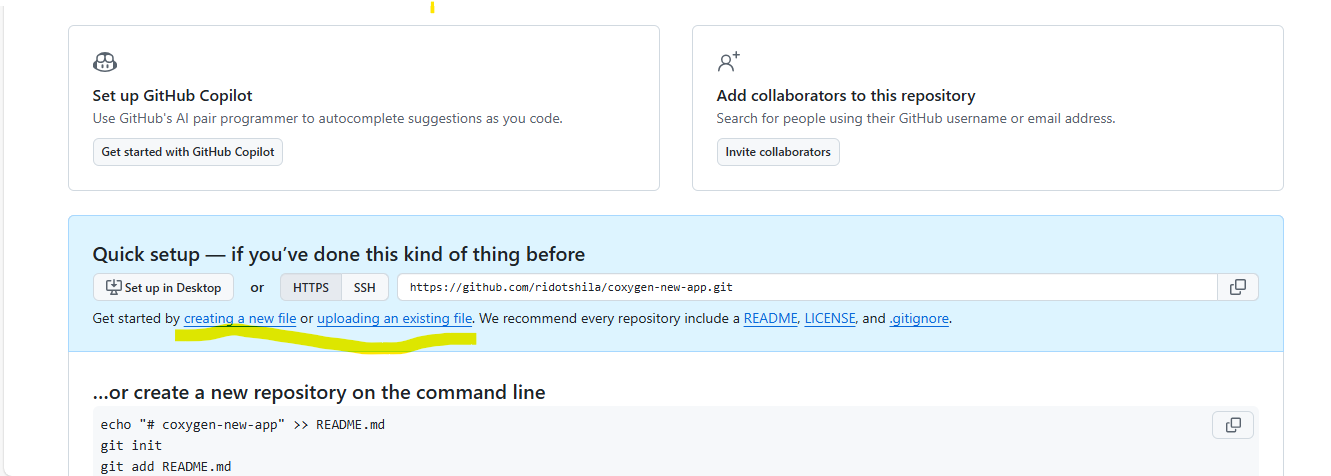 Set up GitHub Copilot
Use GitHub's AI pair programmer to autocomplete suggestions as you code.
Get started with GitHub Copilot
Add collaborators to this repository
Search for people using their GitHub username or email address.
Invite collaborators
Quick setup — if you’ve done this kind of thing before
Set up in Desktop or HTTPS SSH https://github.com/ridotshila/coxygen-new-app.git
Get started by creating a new file or uploading an existing file. We recommend every repository include a README, LICENSE, and .gitignore.
…or create a new repository on the command line
echo "# coxygen-new-app" >> README.md
git init
git add README.md